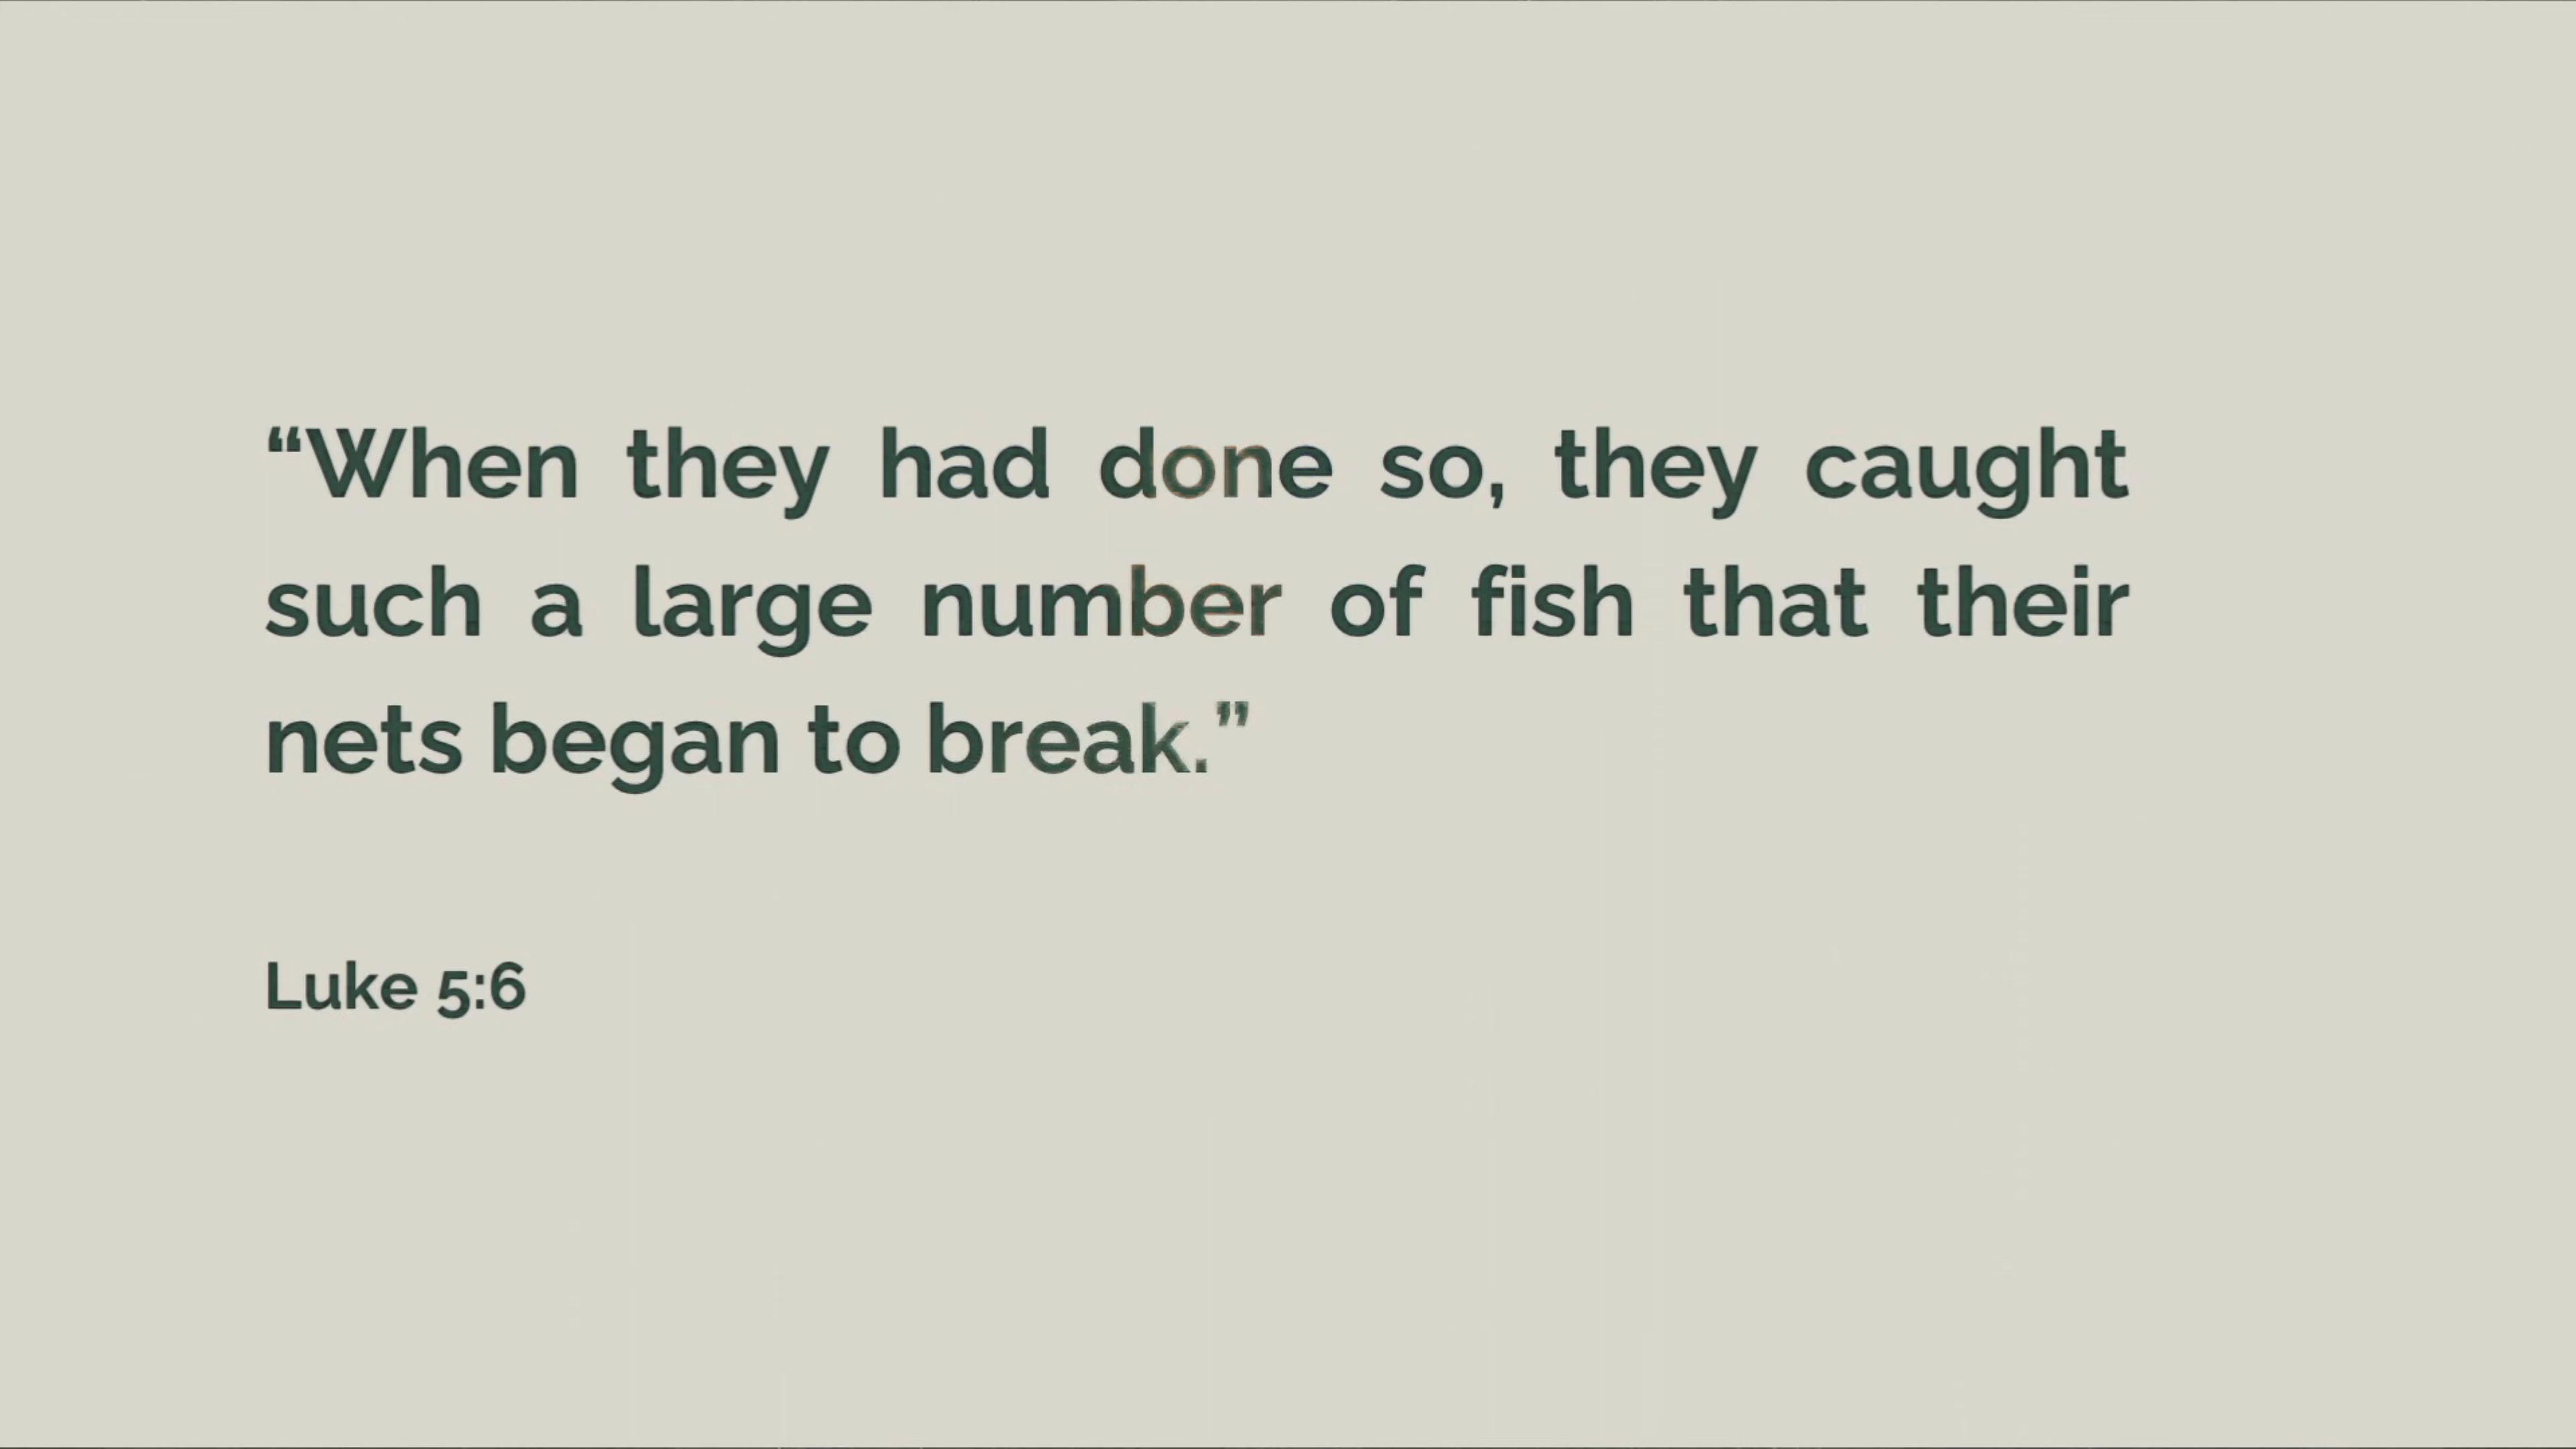 “When they had done so, they caught
such a large number of fish that their
nets began to break.”
Luke 5:6